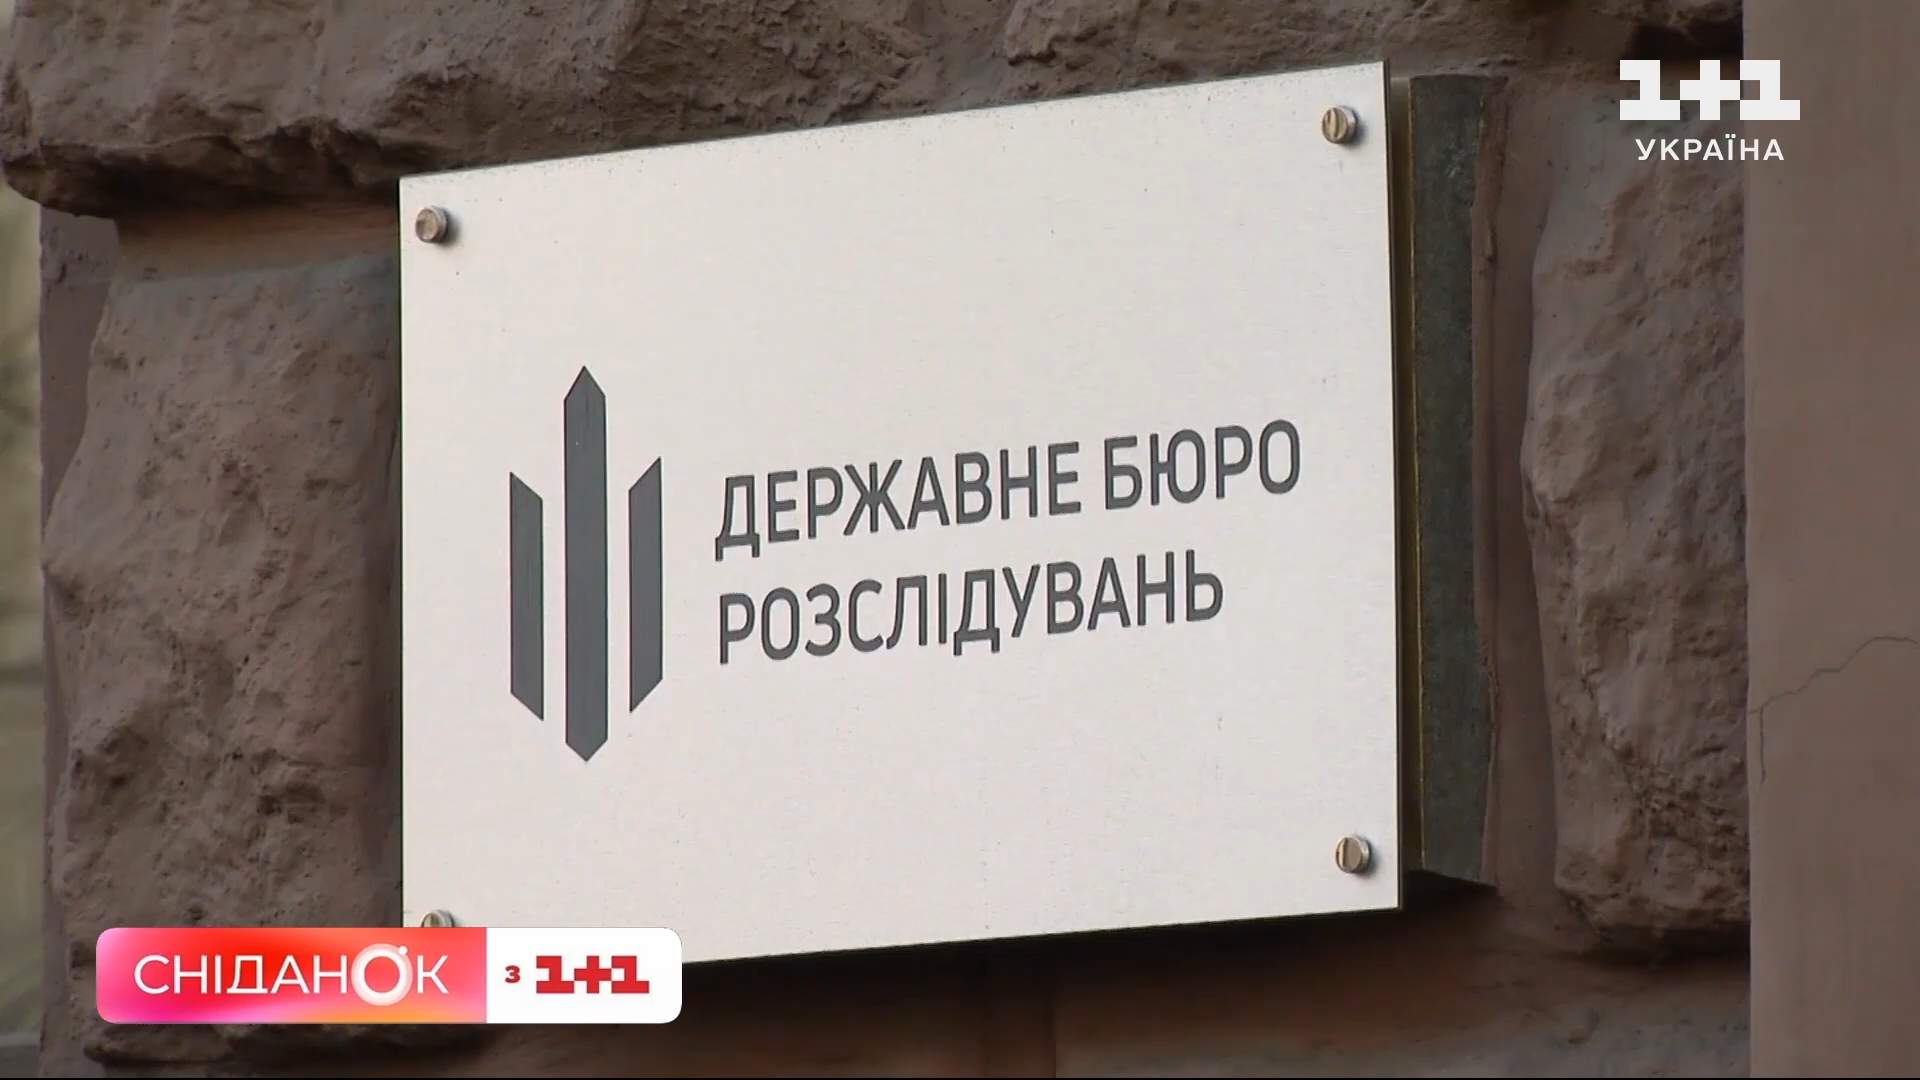 1+1
УКРАЇНА
ДЕРЖАВНЕ БЮРО
РОЗСЛІДУВАНЬ
СНІДАНОК З 1+1